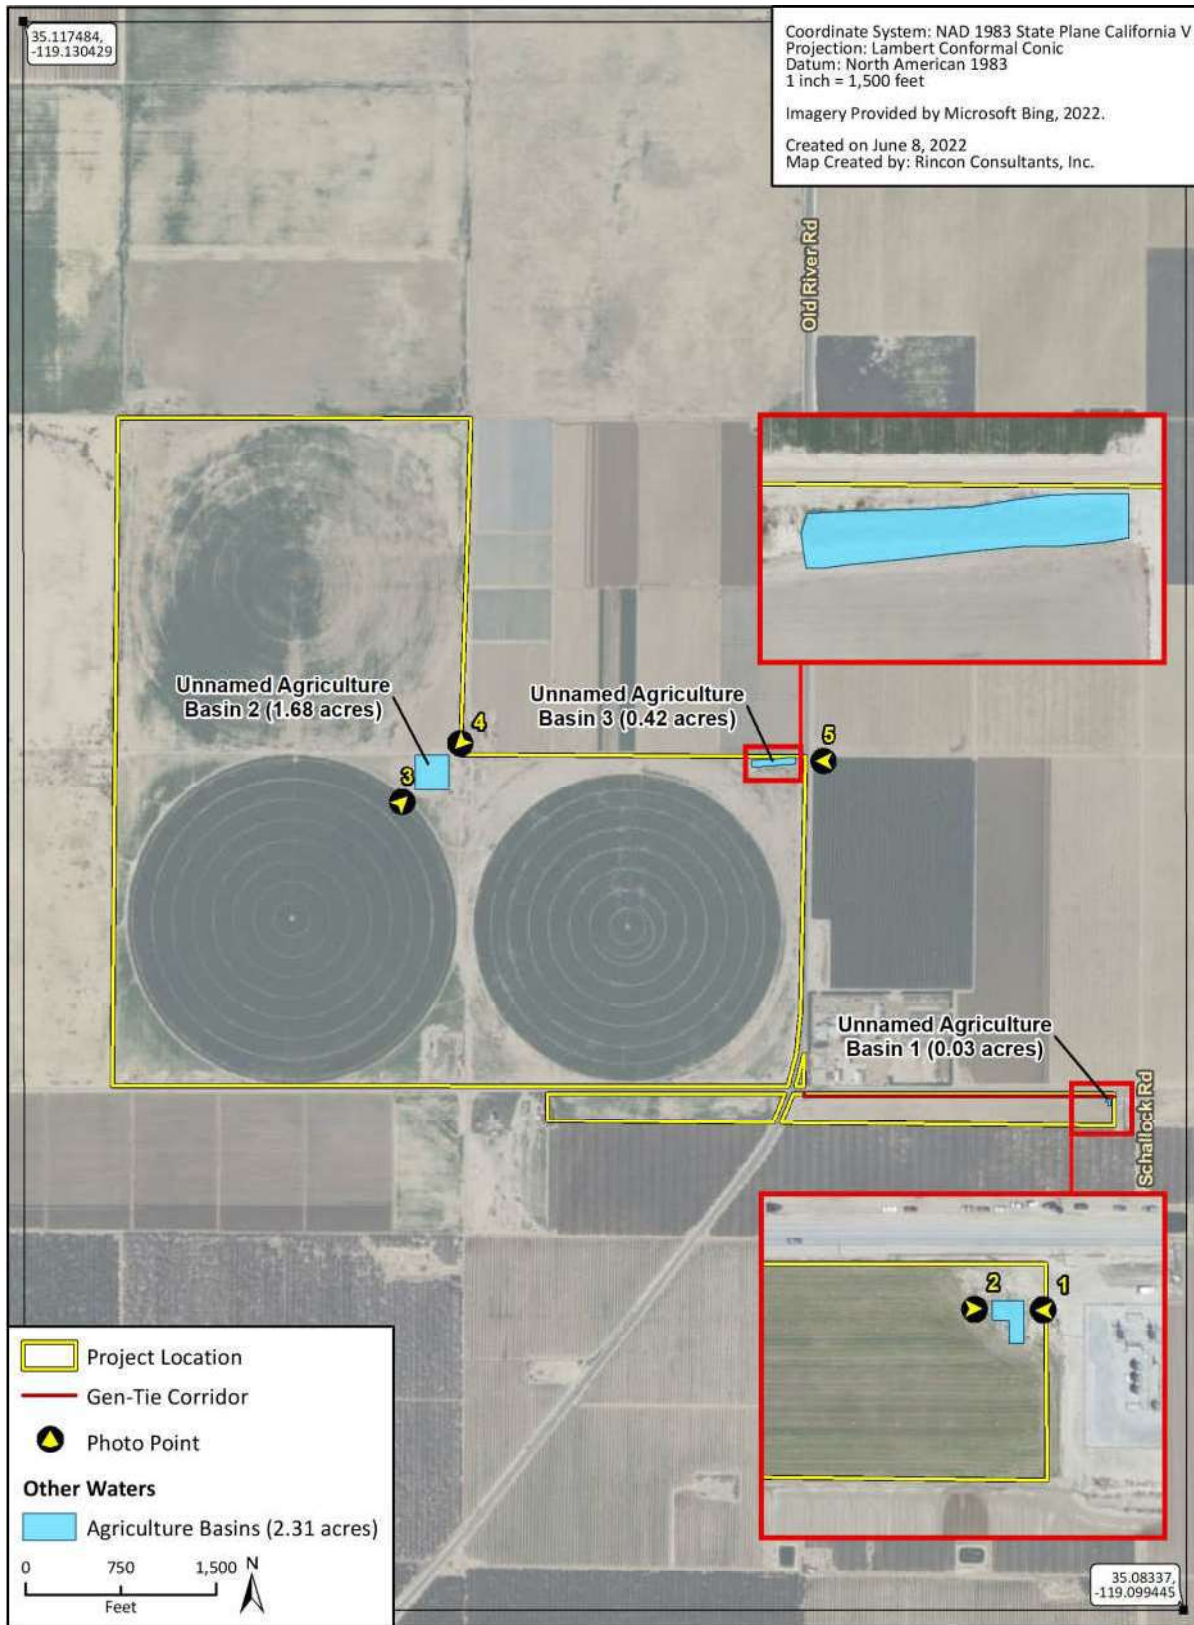 35.117484,
-119.130429
Coordinate System: NAD 1983 State Plane California V
Projection: Lambert Conformal Conic
Datum: North American 1983
1 inch = 1,500 feet
Imagery Provided by Microsoft Bing, 2022.
Created on June 8, 2022
Map Created by: Rincon Consultants, Inc.
Old River Rd
Unnamed Agriculture
Basin 2 (1.68 acres)
4
3
Unnamed Agriculture
Basin 3 (0.42 acres)
5
Unnamed Agriculture
Basin 1 (0.03 acres)
Schallock Rd
2
1
Project Location
Gen-Tie Corridor
Photo Point
Other Waters
Agriculture Basins (2.31 acres)
0 750 1,500 N
Feet
35.08337,
-119.099445